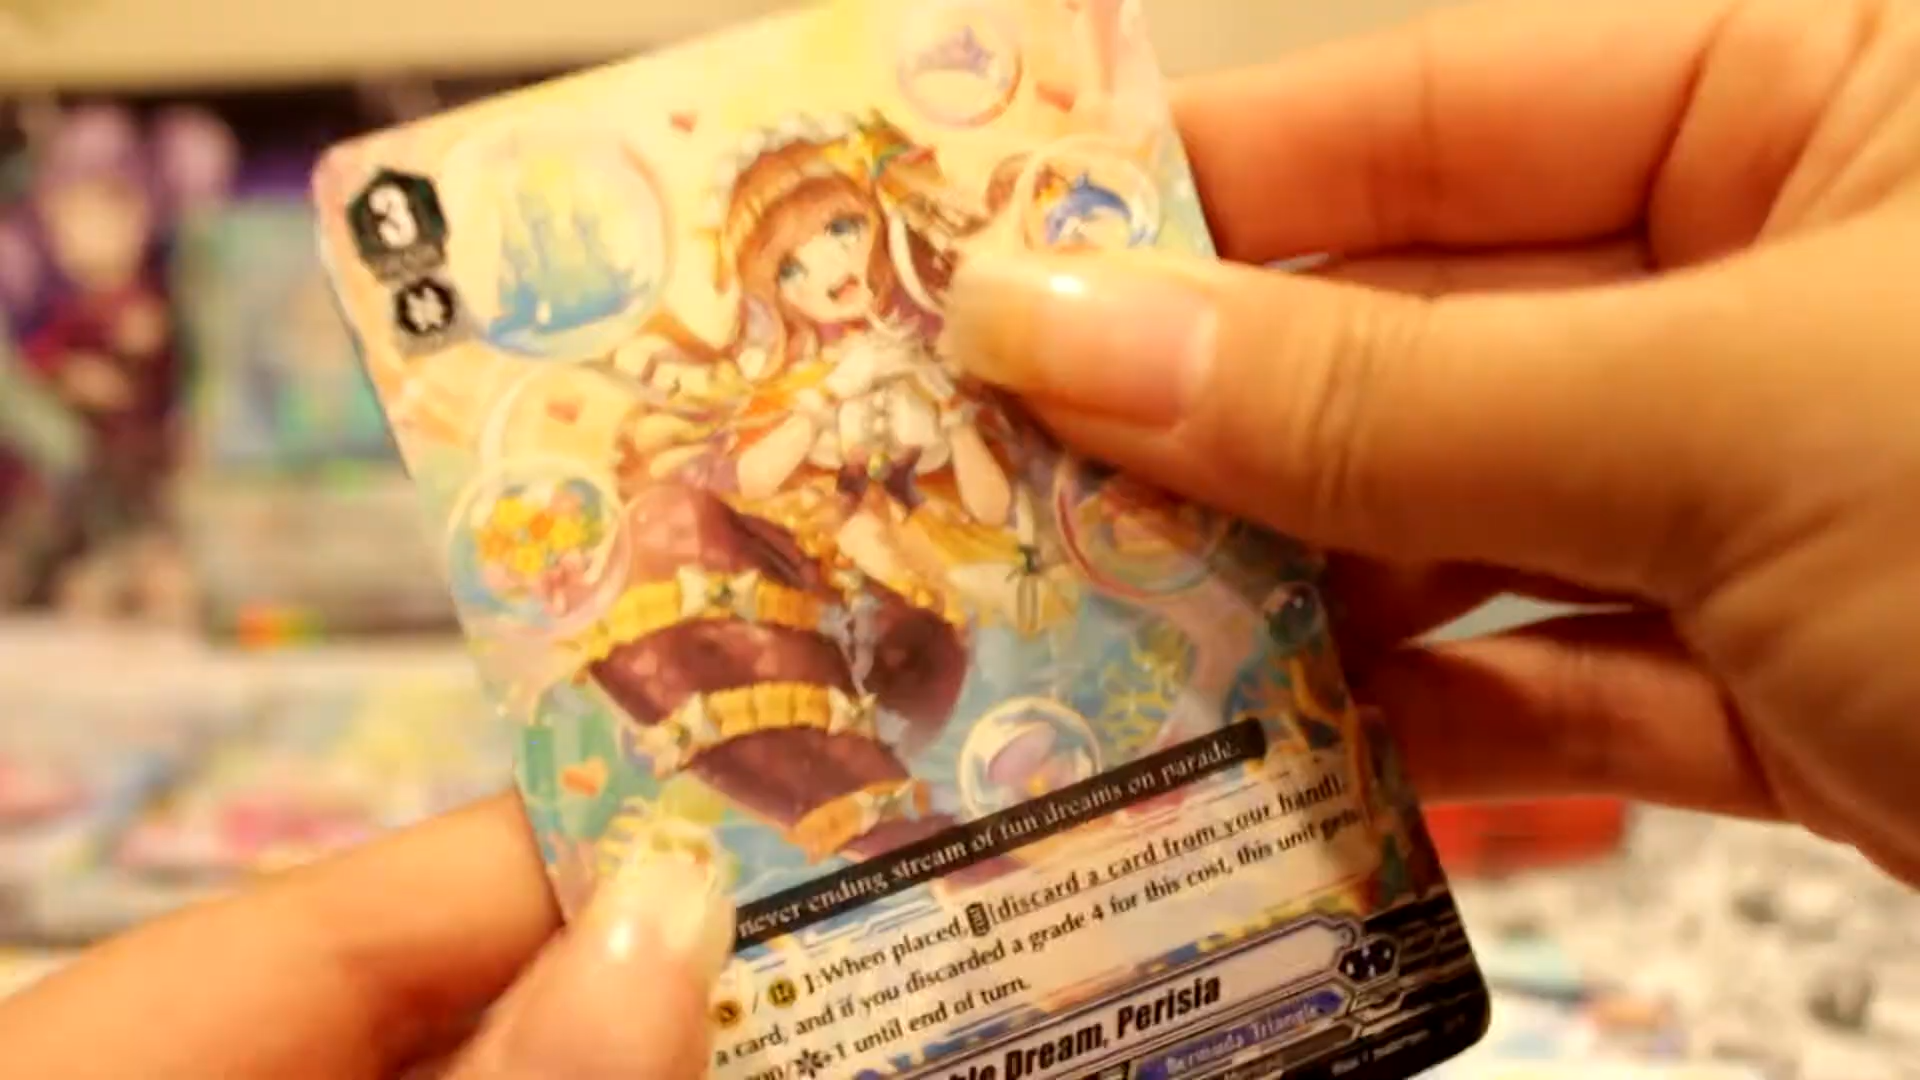 3
never ending stream of fun dreams on parade.
]:When placed, [discard a card from your hand],
a card, and if you discarded a grade 4 for this cost, this unit gets
+1 until end of turn.
Dream, Perisia
Bermuda Triangle